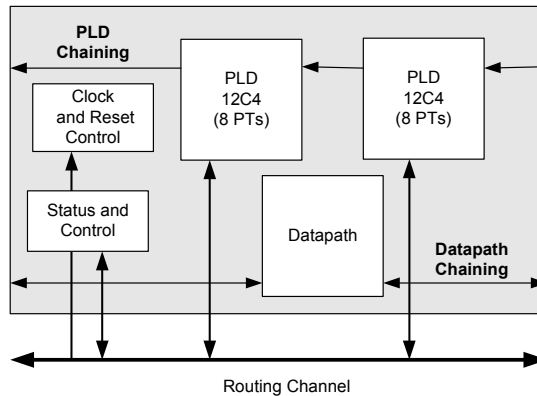 PLD
Chaining
PLD
12C4
(8 PTs)
PLD
12C4
(8 PTs)
Clock
and Reset
Control
Status and
Control
Datapath
Datapath
Chaining
Routing Channel